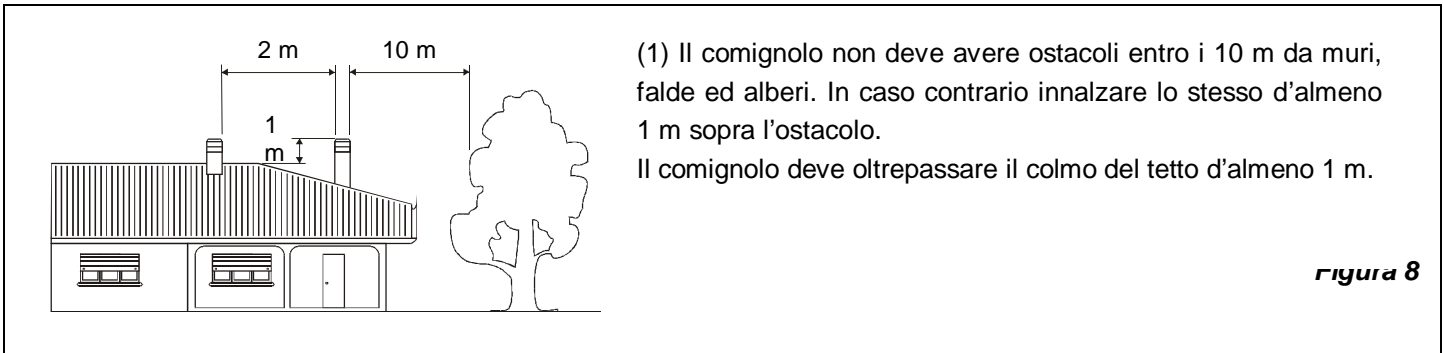 2 m 10 m
1
m
(1) Il comignolo non deve avere ostacoli entro i 10 m da muri,
falde ed alberi. In caso contrario innalzare lo stesso d’almeno
1 m sopra l’ostacolo.
Il comignolo deve oltrepassare il colmo del tetto d’almeno 1 m.
Figura 8